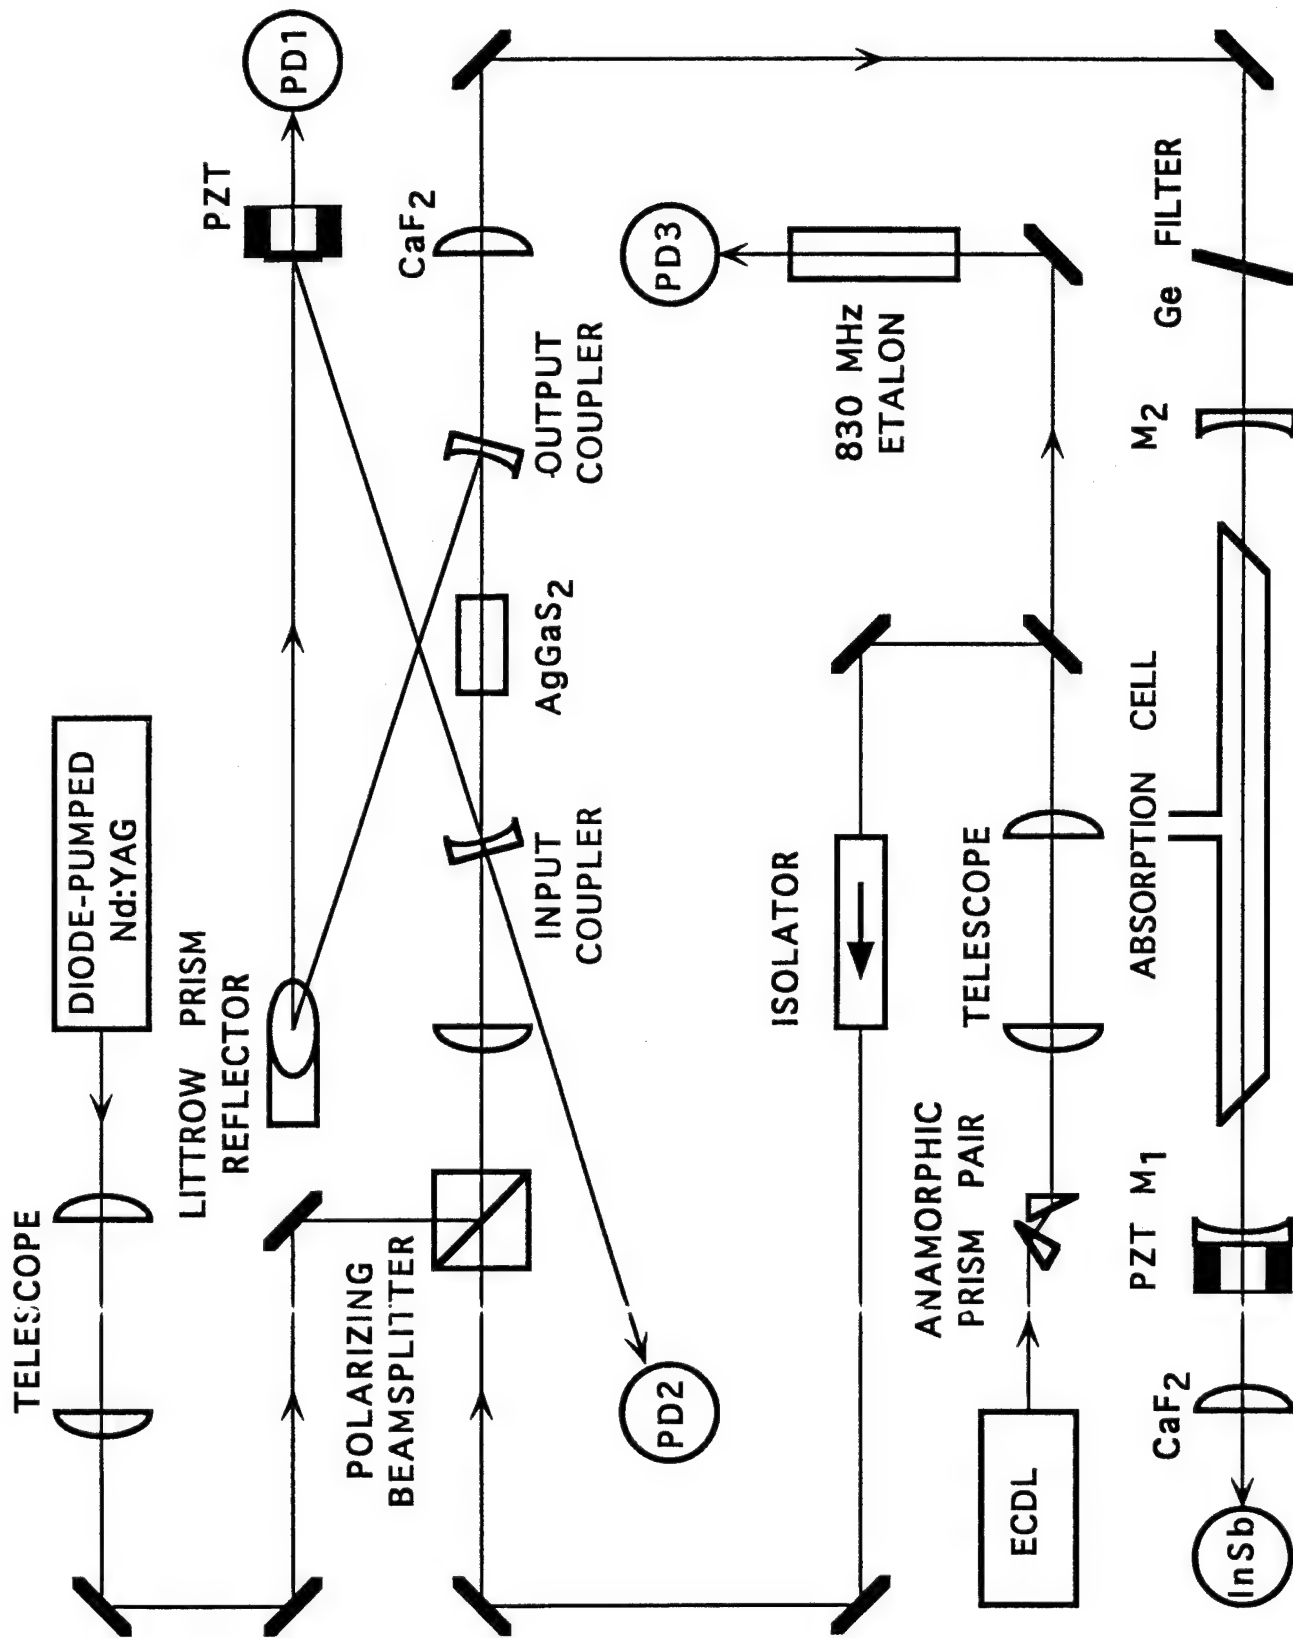 TELESCOPE
DIODE-PUMPED
Nd:YAG
LITTROW PRISM
REFLECTOR
PZT
PD1
POLARIZING
BEAMSPLITTER
INPUT
COUPLER
AgGaS2
OUTPUT
COUPLER
CaF2
PD2
PD3
ISOLATOR
830 MHz
ETALON
ANAMORPHIC
PRISM PAIR
TELESCOPE
ECDL
CaF2
PZT M1
ABSORPTION CELL
M2
Ge FILTER
InSb